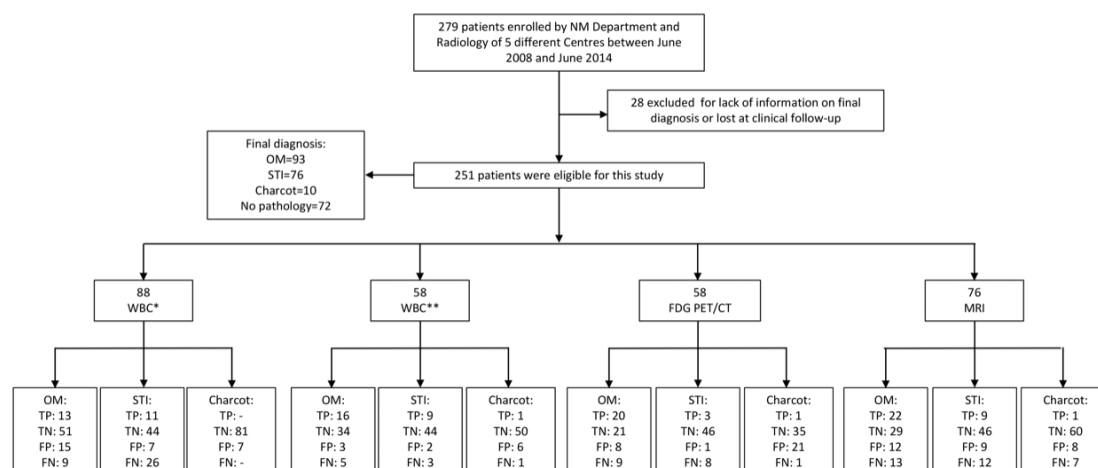 279 patients enrolled by NM Department and
Radiology of 5 different Centres between June
2008 and June 2014
28 excluded for lack of information on final
diagnosis or lost at clinical follow-up
Final diagnosis:
OM=93
STI=76
Charcot=10
No pathology=72
251 patients were eligible for this study
88
WBC*
58
WBC**
58
FDG PET/CT
76
MRI
OM:
TP: 13
TN: 51
FP: 15
FN: 9
STI:
TP: 11
TN: 44
FP: 7
FN: 26
Charcot:
TP: -
TN: 81
FP: 7
FN: -
OM:
TP: 16
TN: 34
FP: 3
FN: 5
STI:
TP: 9
TN: 44
FP: 2
FN: 3
Charcot:
TP: 1
TN: 50
FP: 6
FN: 1
OM:
TP: 20
TN: 21
FP: 8
FN: 9
STI:
TP: 3
TN: 46
FP: 1
FN: 8
Charcot:
TP: 1
TN: 35
FP: 21
FN: 1
OM:
TP: 22
TN: 29
FP: 12
FN: 13
STI:
TP: 9
TN: 46
FP: 9
FN: 12
Charcot:
TP: 1
TN: 60
FP: 8
FN: 7